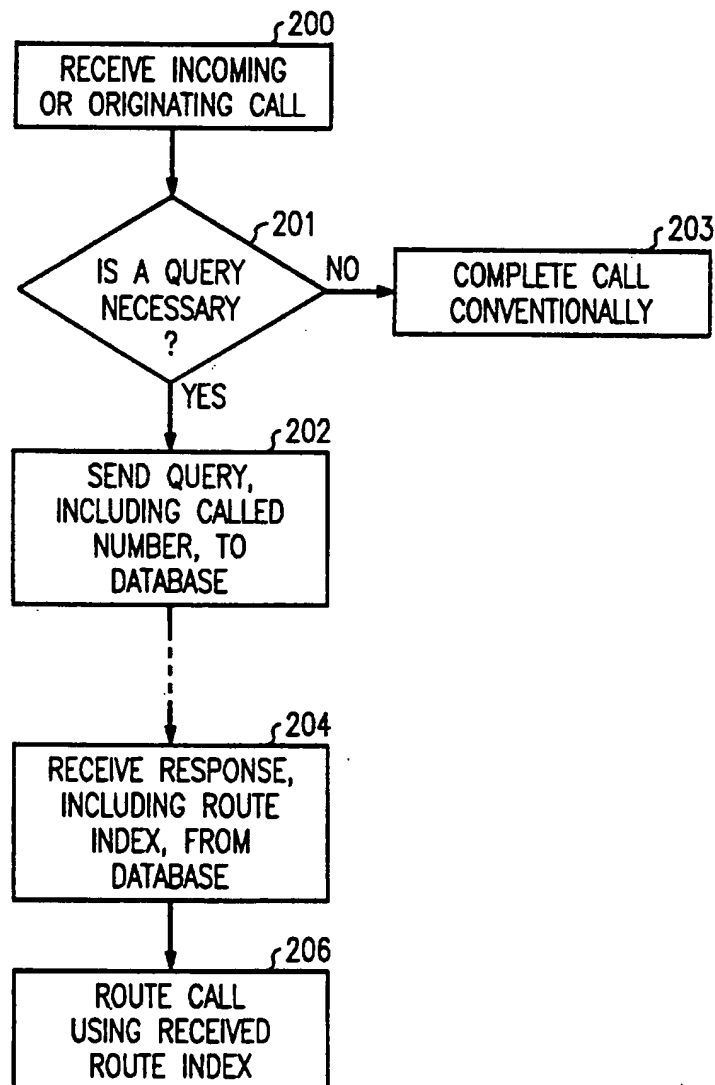 200
RECEIVE INCOMING
OR ORIGINATING CALL
201
IS A QUERY
NECESSARY
?
NO
203
COMPLETE CALL
CONVENTIONALLY
YES
202
SEND QUERY,
INCLUDING CALLED
NUMBER, TO
DATABASE
204
RECEIVE RESPONSE,
INCLUDING ROUTE
INDEX, FROM
DATABASE
206
ROUTE CALL
USING RECEIVED
ROUTE INDEX